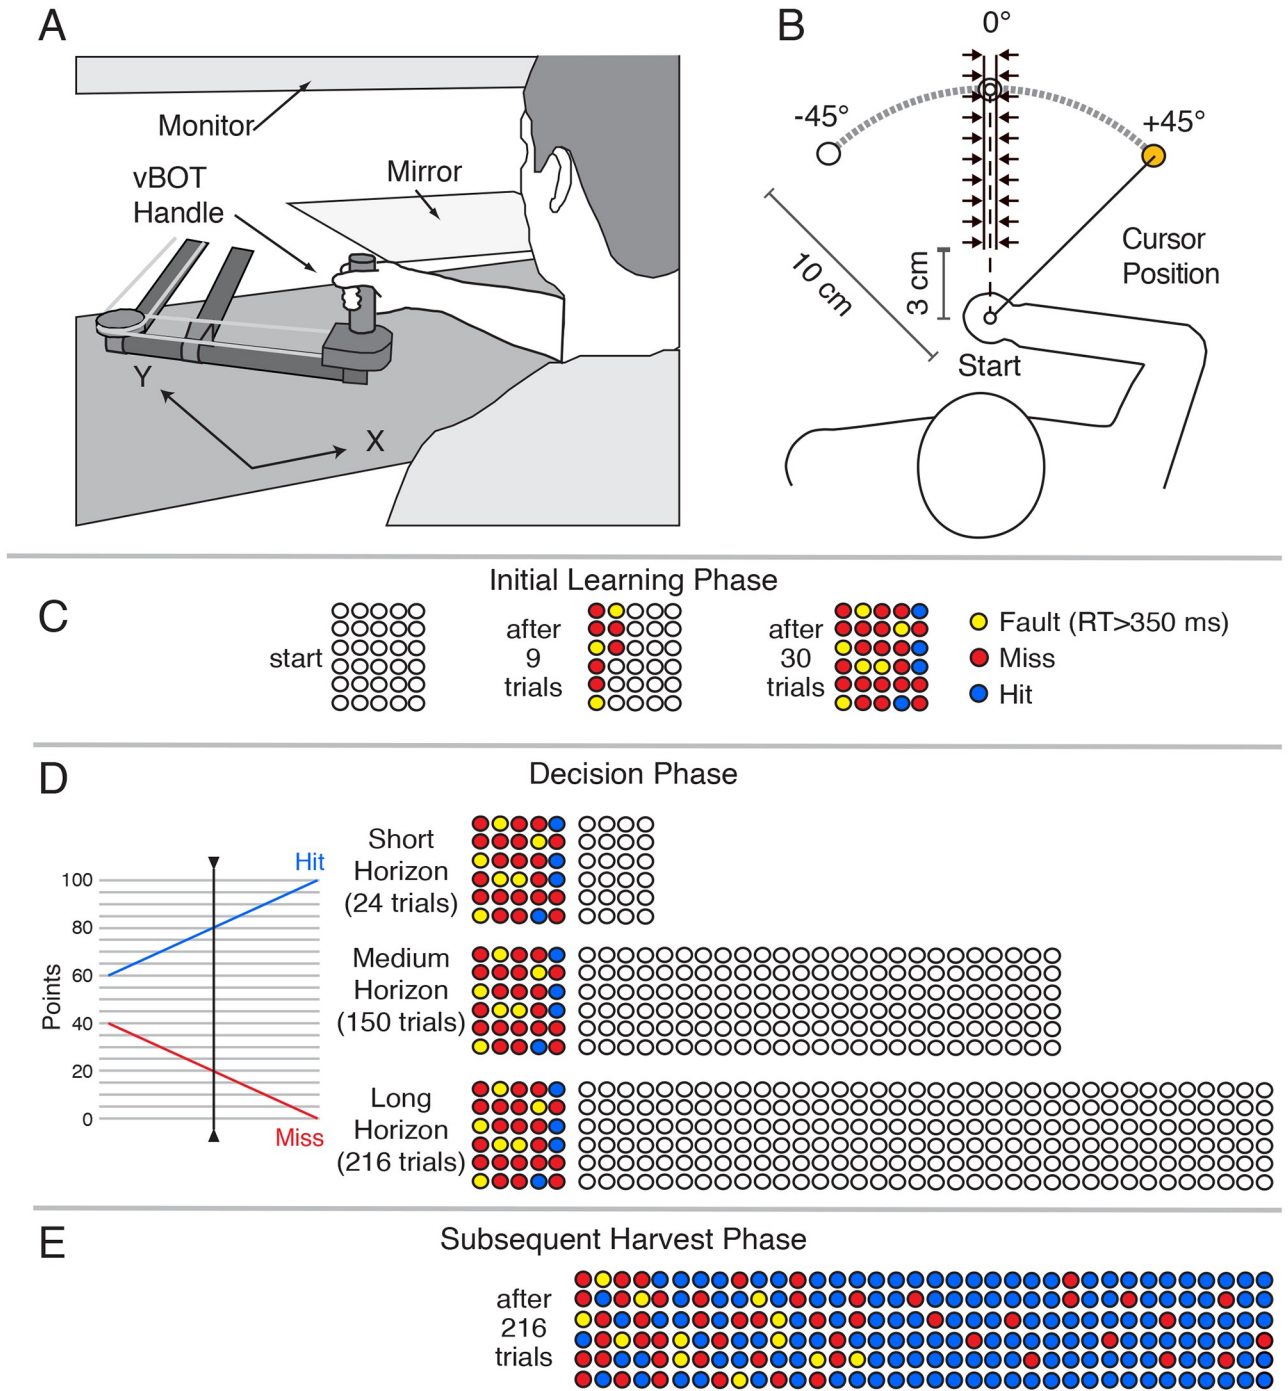 A
Monitor
vBOT
Handle
Mirror
Y
X
B
0°
-45°
+45°
10 cm
3 cm
Cursor
Position
Start
Initial Learning Phase
C
start
after
9
trials
after
30
trials
Fault (RT>350 ms)
Miss
Hit
D
Decision Phase
Points
100
80
60
40
20
0
Hit
Miss
Short
Horizon
(24 trials)
Medium
Horizon
(150 trials)
Long
Horizon
(216 trials)
E
Subsequent Harvest Phase
after
216
trials